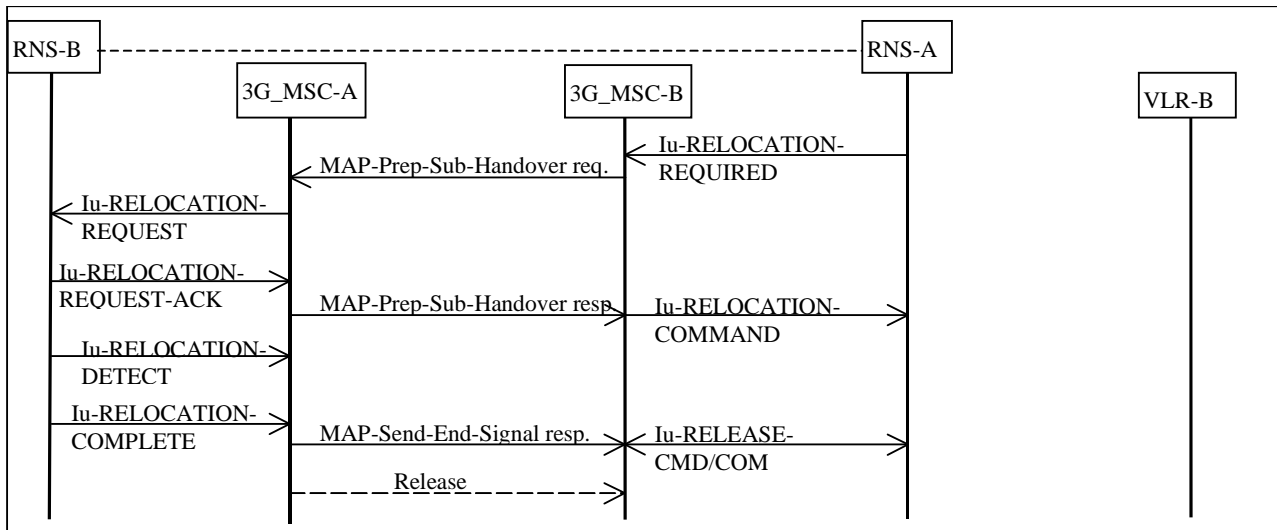 RNS-B
RNS-A
3G_MSC-A
3G_MSC-B
VLR-B
Iu-RELOCATION-
REQUIRED
MAP-Prep-Sub-Handover req.
Iu-RELOCATION-
REQUEST
Iu-RELOCATION-
REQUEST-ACK
MAP-Prep-Sub-Handover resp
Iu-RELOCATION-
COMMAND
Iu-RELOCATION-
DETECT
Iu-RELOCATION-
COMPLETE
MAP-Send-End-Signal resp.
Iu-RELEASE-
CMD/COM
Release